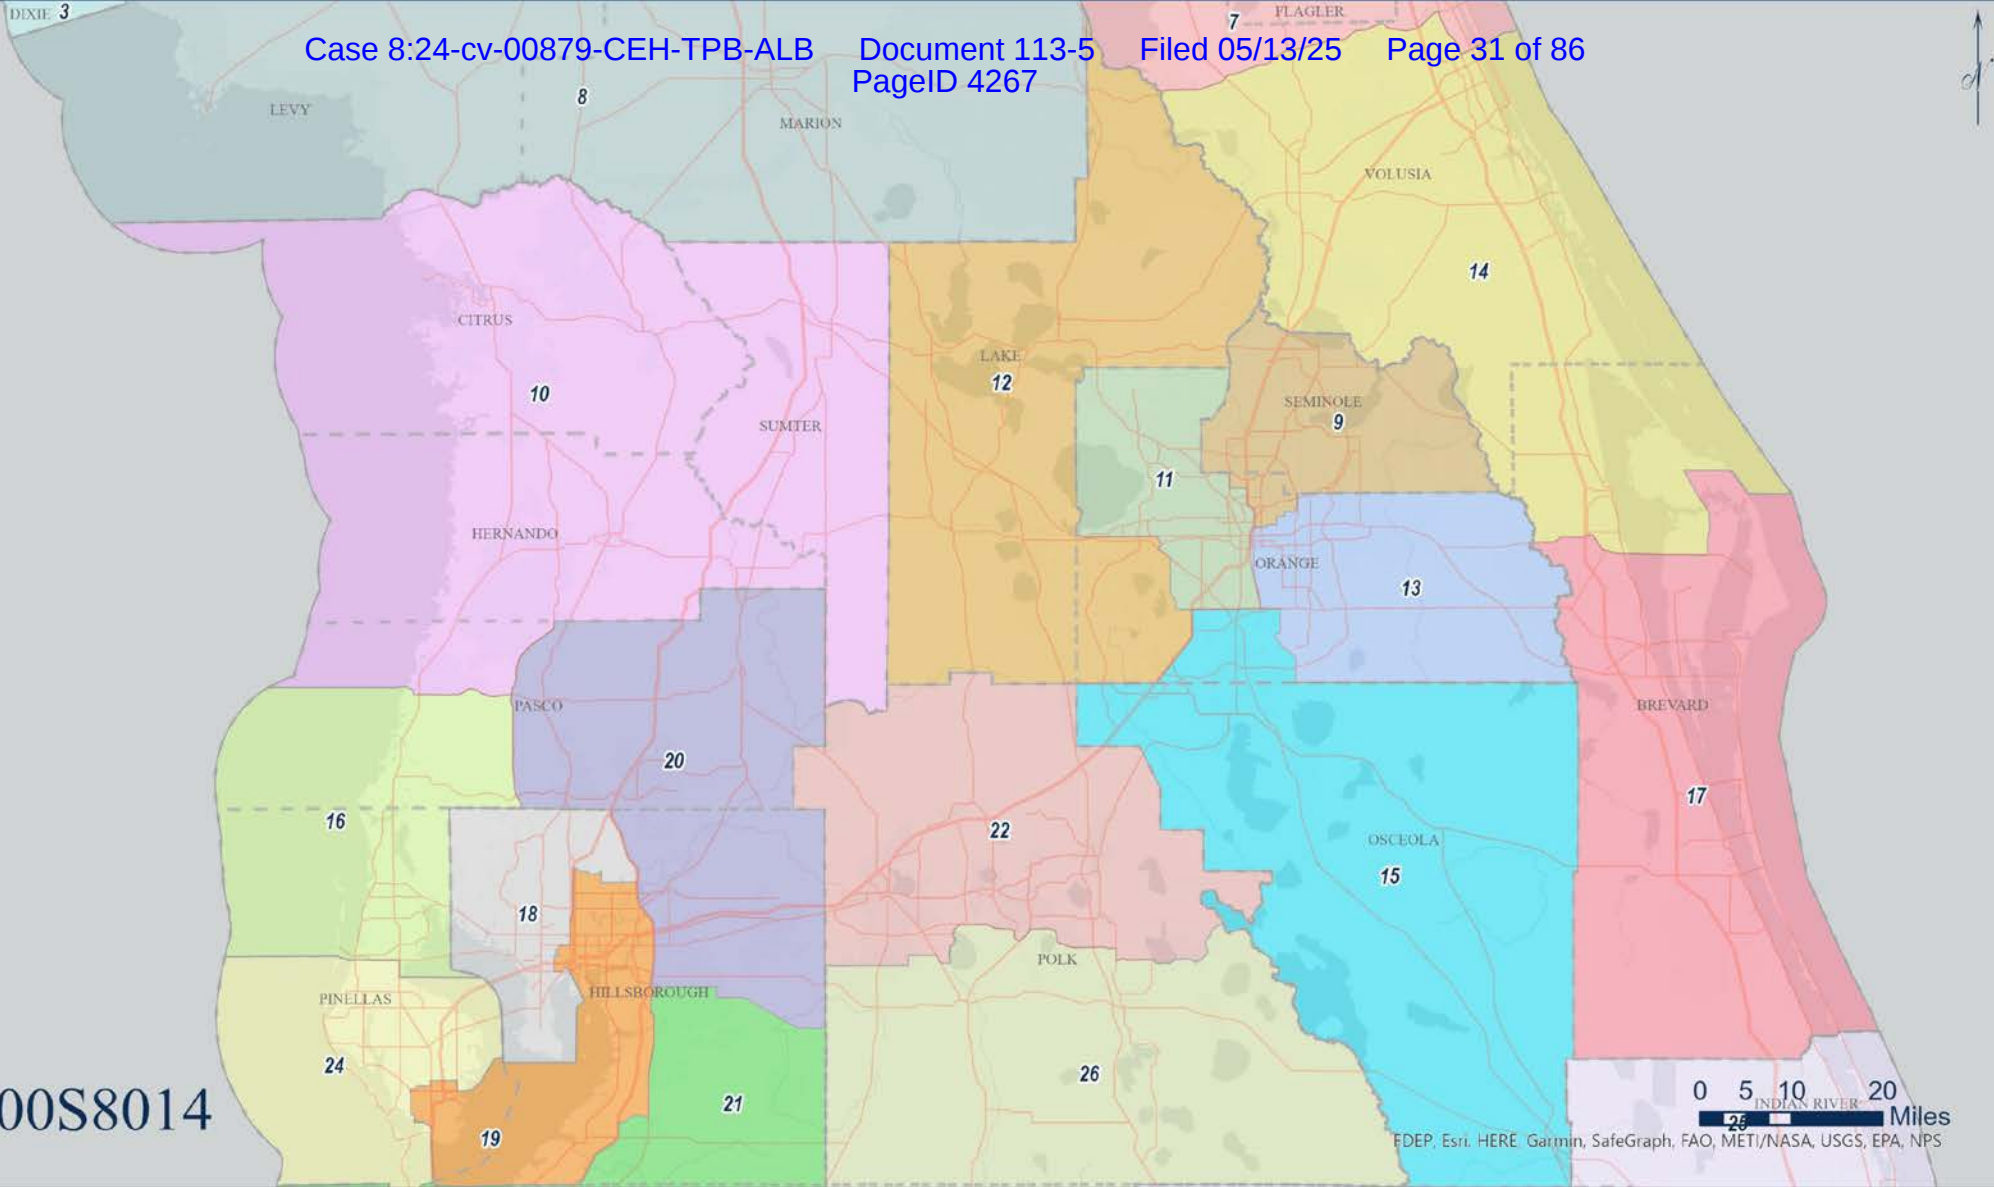 DIXIE 3
7 FLAGLER
Case 8:24-cv-00879-CEH-TPB-ALB Document 113-5 Filed 05/13/25 Page 31 of 86
PageID 4267
N
8
LEVY
MARION
VOLUSIA
14
CITRUS
LAKE
12
10
SEMINOLE
9
SUMTER
11
HERNANDO
ORANGE
13
PASCO
BREVARD
20
17
16
22
OSCEOLA
15
18
POLK
HILLSBOROUGH
PINELLAS
24
26
00S8014
21
19
0 5 10 20
INDIAN RIVER
Miles
25
FDEP, Esri, HERE, Garmin, SafeGraph, FAO, METI/NASA, USGS, EPA, NPS